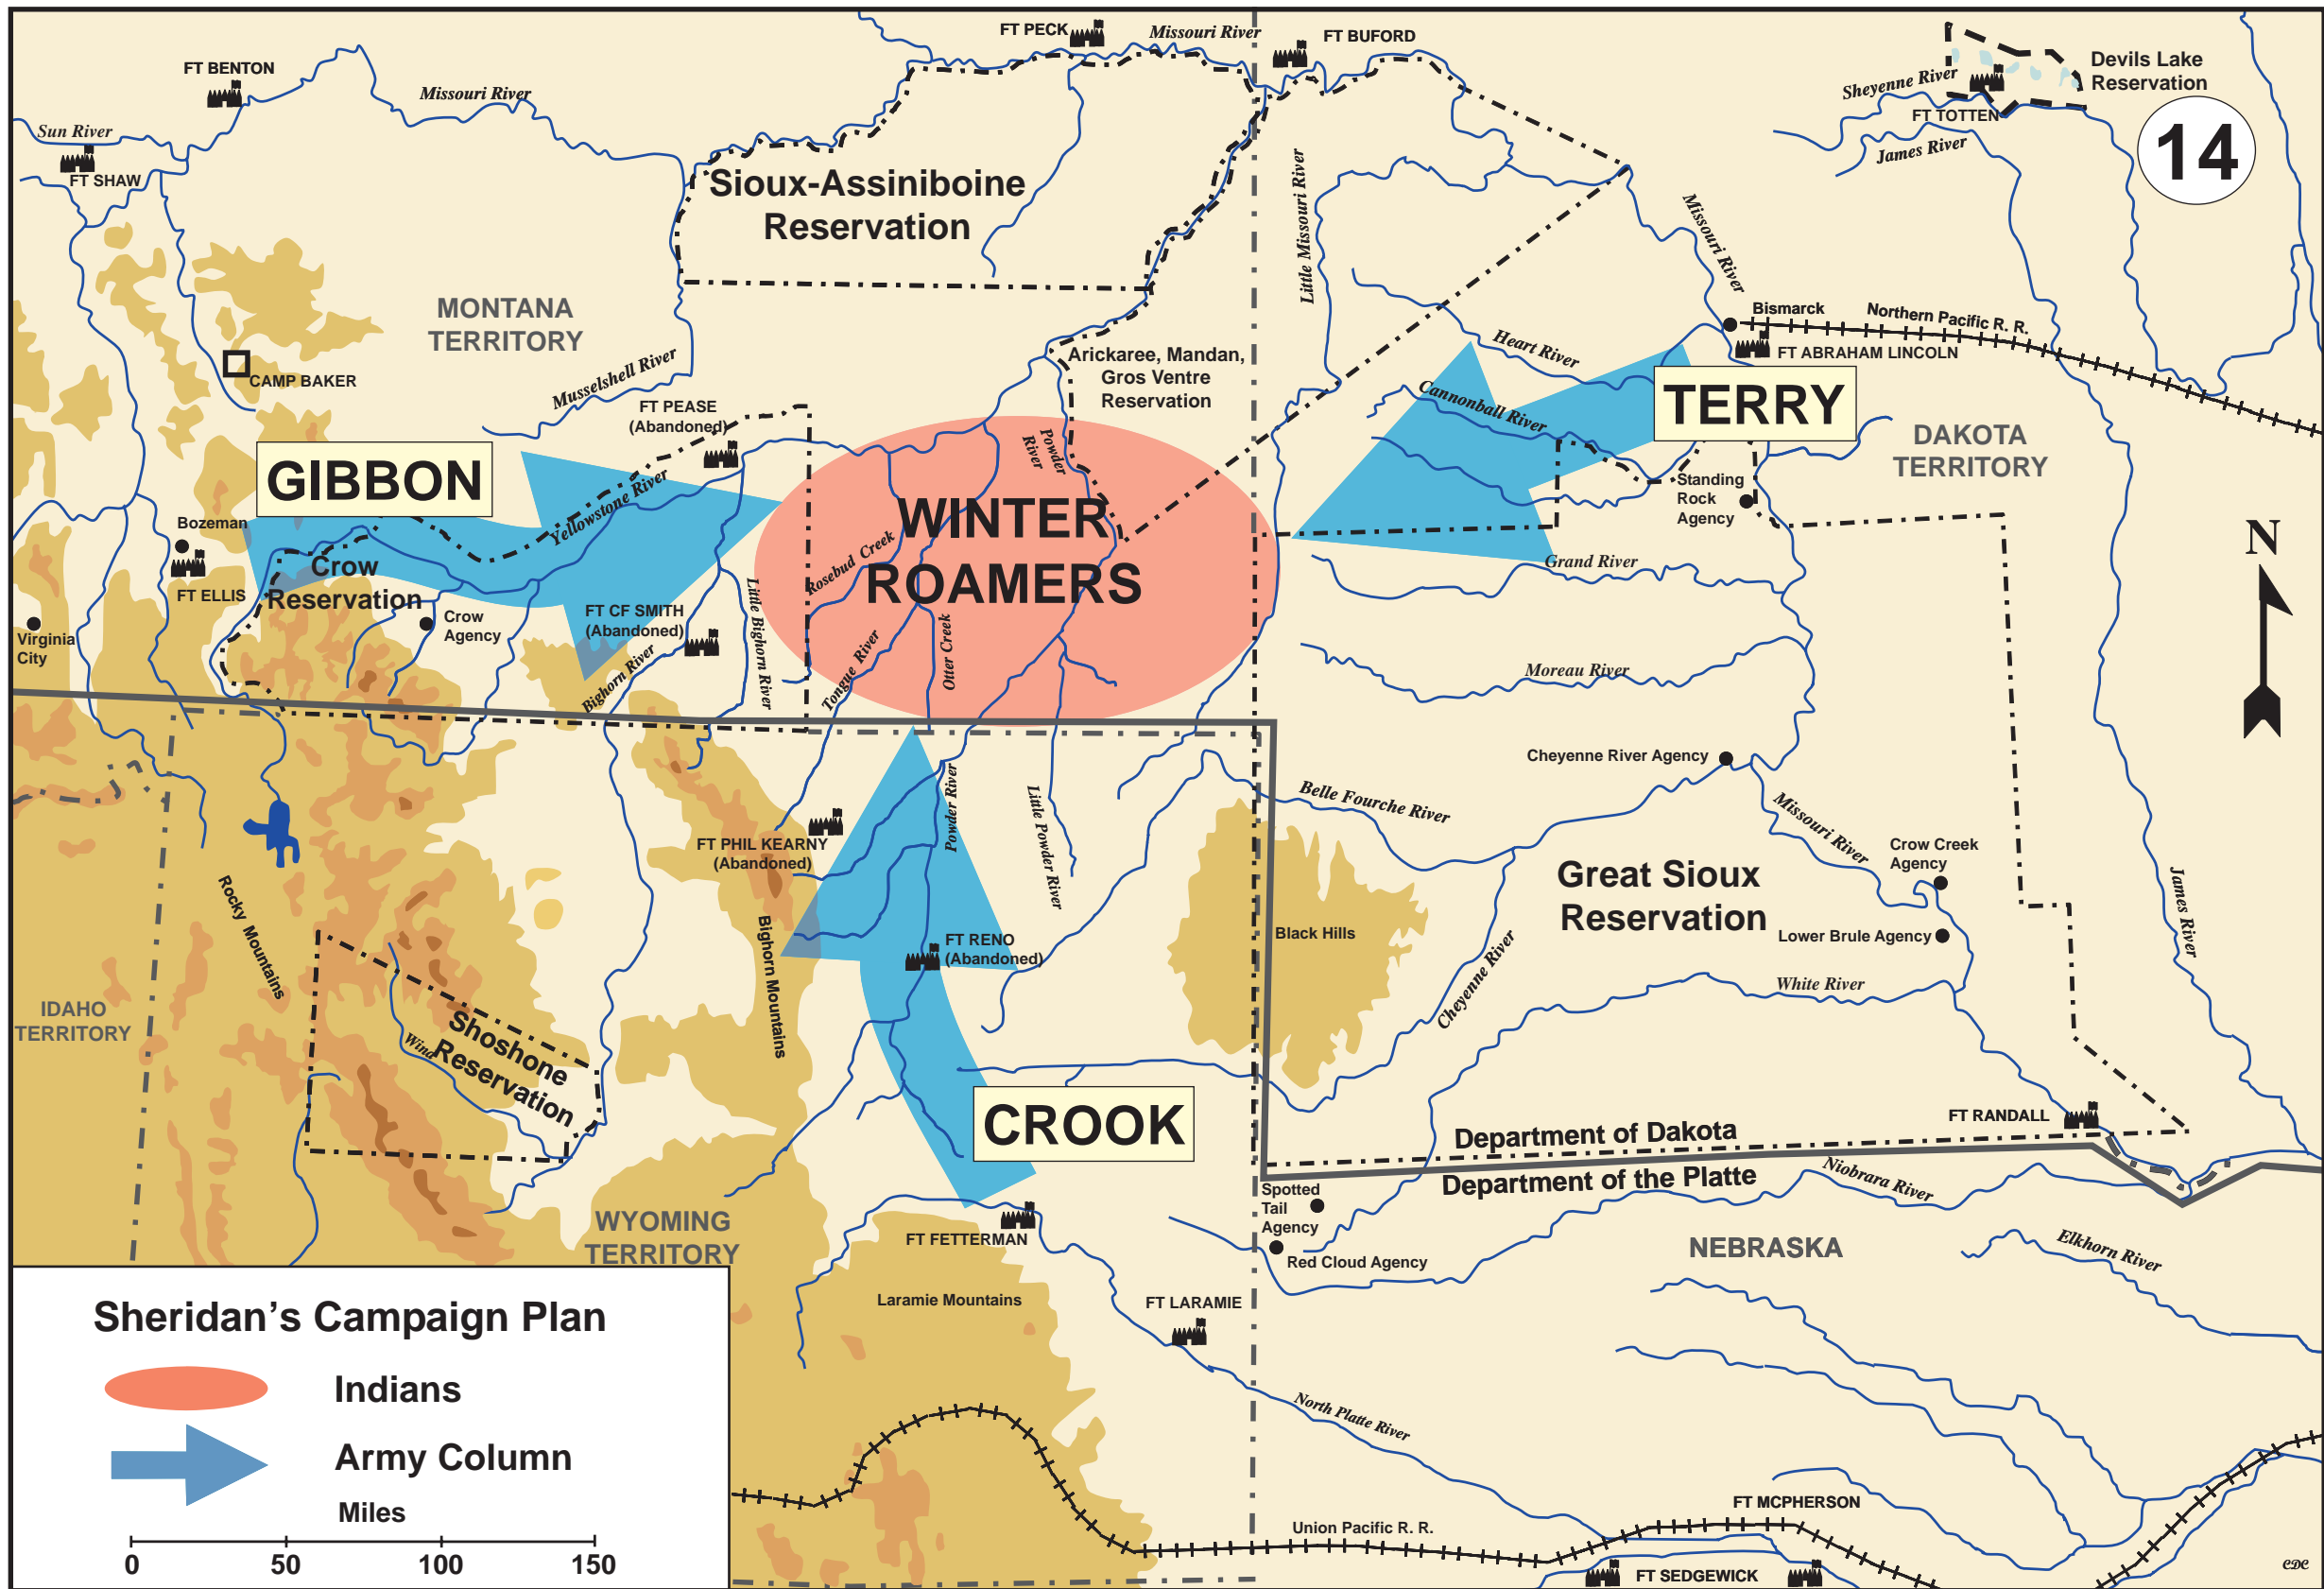 FT PECK
Missouri River
FT BUFORD
FT BENTON
Missouri River
Devils Lake
Reservation
Sheyenne River
FT TOTTEN
James River
14
Sun River
FT SHAW
Sioux-Assiniboine
Reservation
Little Missouri River
Missouri River
MONTANA
TERRITORY
Bismarck
Northern Pacific R. R.
FT ABRAHAM LINCOLN
Heart River
Arickaree, Mandan,
Gros Ventre
Reservation
CAMP BAKER
Musselshell River
FT PEASE
(Abandoned)
TERRY
Cannonball River
DAKOTA
TERRITORY
Powder
River
GIBBON
Yellowstone River
WINTER
ROAMERS
Standing
Rock
Agency
N
Bozeman
FT ELLIS
Crow
Reservation
Crow
Agency
Rosebud Creek
Grand River
Virginia
City
FT CF SMITH
(Abandoned)
Little Bighorn River
Bighorn River
Tongue River
Otter Creek
Moreau River
Cheyenne River Agency
Belle Fourche River
Missouri River
Powder River
Little Powder River
FT PHIL KEARNY
(Abandoned)
Crow Creek
Agency
Great Sioux
Reservation
Rocky Mountains
Bighorn Mountains
FT RENO
(Abandoned)
Black Hills
Lower Brule Agency
James River
Cheyenne River
White River
IDAHO
TERRITORY
Shoshone
Reservation
Wind
CROOK
FT RANDALL
Department of Dakota
Department of the Platte
Niobrara River
Spotted
Tail
Agency
Red Cloud Agency
WYOMING
TERRITORY
FT FETTERMAN
NEBRASKA
Elkhorn River
Laramie Mountains
FT LARAMIE
North Platte River
Sheridan’s Campaign Plan
Indians
Army Column
Miles
0 50 100 150
FT MCPHERSON
Union Pacific R. R.
FT SEDGEWICK
CDC